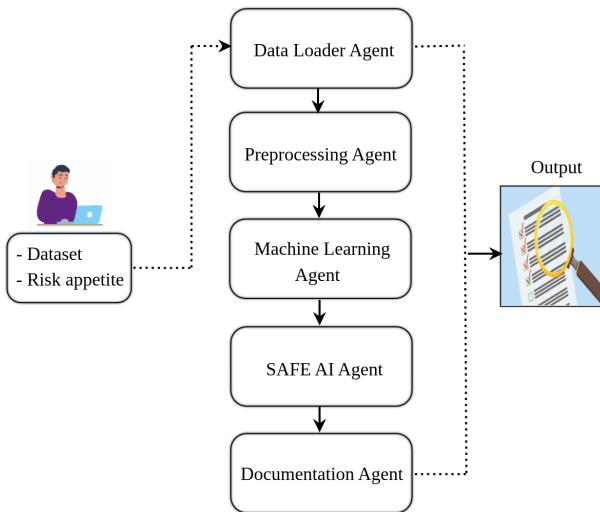 Data Loader Agent
Preprocessing Agent
Output
- Dataset
- Risk appetite
Machine Learning
Agent
SAFE AI Agent
Documentation Agent